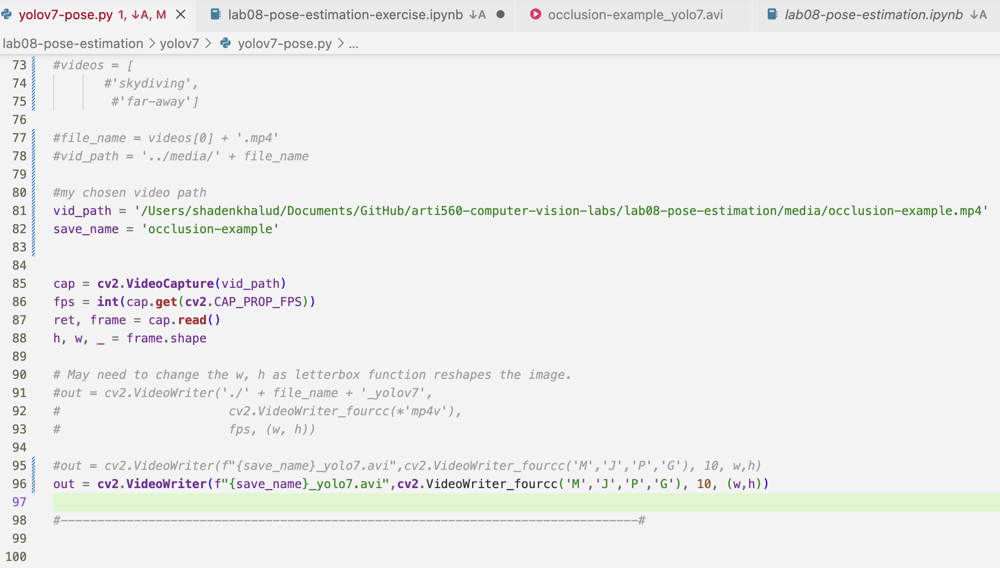 yolov7-pose.py 1, ↓A, M lab08-pose-estimation-exercise.ipynb ↓A occlusion-example_yolo7.avi lab08-pose-estimation.ipynb ↓A
lab08-pose-estimation > yolov7 > yolov7-pose.py > ...
73 #videos = [
74 #'skydiving',
75 #'far-away']
76
77 #file_name = videos[0] + '.mp4'
78 #vid_path = '../media/' + file_name
79
80 #my chosen video path
81 vid_path = '/Users/shadenkhalud/Documents/GitHub/arti560-computer-vision-labs/lab08-pose-estimation/media/occlusion-example.mp4'
82 save_name = 'occlusion-example'
83
84
85 cap = cv2.VideoCapture(vid_path)
86 fps = int(cap.get(cv2.CAP_PROP_FPS))
87 ret, frame = cap.read()
88 h, w, _ = frame.shape
89
90 # May need to change the w, h as letterbox function reshapes the image.
91 #out = cv2.VideoWriter('./' + file_name + '_yolov7',
92 # cv2.VideoWriter_fourcc(*'mp4v'),
93 # fps, (w, h))
94
95 #out = cv2.VideoWriter(f"{save_name}_yolo7.avi",cv2.VideoWriter_fourcc('M','J','P','G'), 10, w,h)
96 out = cv2.VideoWriter(f"{save_name}_yolo7.avi",cv2.VideoWriter_fourcc('M','J','P','G'), 10, (w,h))
97
98 #-------------------------------------------------------------------------------#
99
100